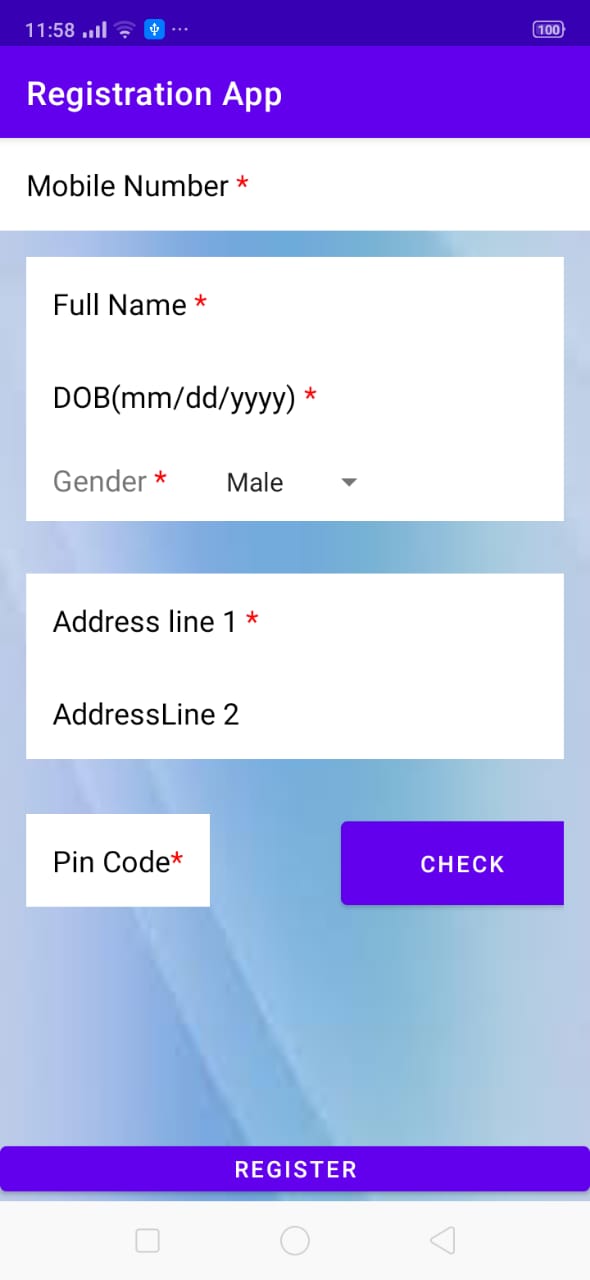 11:58 100
Registration App
Mobile Number *
Full Name *
DOB(mm/dd/yyyy) *
Gender * Male
Address line 1 *
AddressLine 2
Pin Code* CHECK
REGISTER